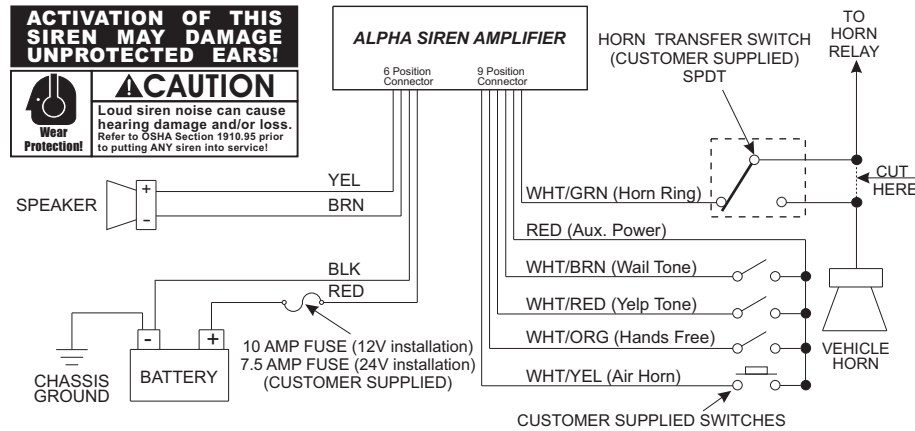 ACTIVATION OF THIS
SIREN MAY DAMAGE
UNPROTECTED EARS!
Wear
Protection!
CAUTION
Loud siren noise can cause
hearing damage and/or loss.
Refer to OSHA Section 1910.95 prior
to putting ANY siren into service!
ALPHA SIREN AMPLIFIER
6 Position
Connector
9 Position
Connector
HORN TRANSFER SWITCH
(CUSTOMER SUPPLIED)
SPDT
TO
HORN
RELAY
CUT
HERE
SPEAKER
+
-
YEL
BRN
BLK
RED
WHT/GRN (Horn Ring)
RED (Aux. Power)
WHT/BRN (Wail Tone)
WHT/RED (Yelp Tone)
WHT/ORG (Hands Free)
WHT/YEL (Air Horn)
VEHICLE
HORN
-
+
BATTERY
CHASSIS
GROUND
10 AMP FUSE (12V installation)
7.5 AMP FUSE (24V installation)
(CUSTOMER SUPPLIED)
CUSTOMER SUPPLIED SWITCHES